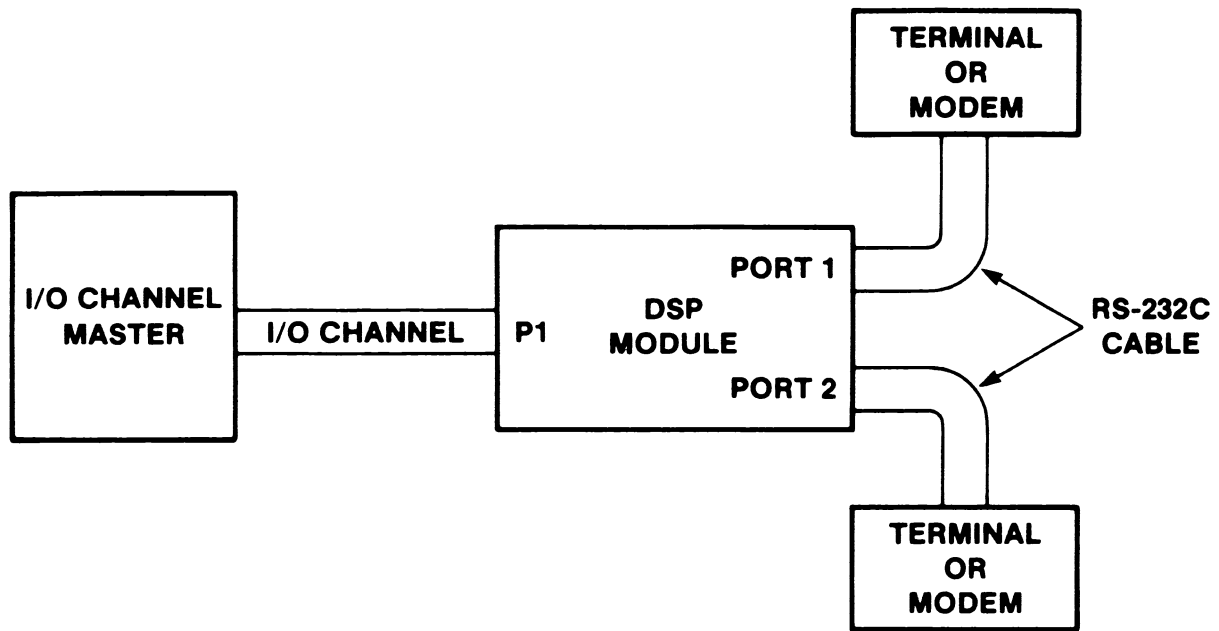 TERMINAL
OR
MODEM
I/O CHANNEL
MASTER
I/O CHANNEL
P1
PORT 1
DSP
MODULE
PORT 2
RS-232C
CABLE
TERMINAL
OR
MODEM